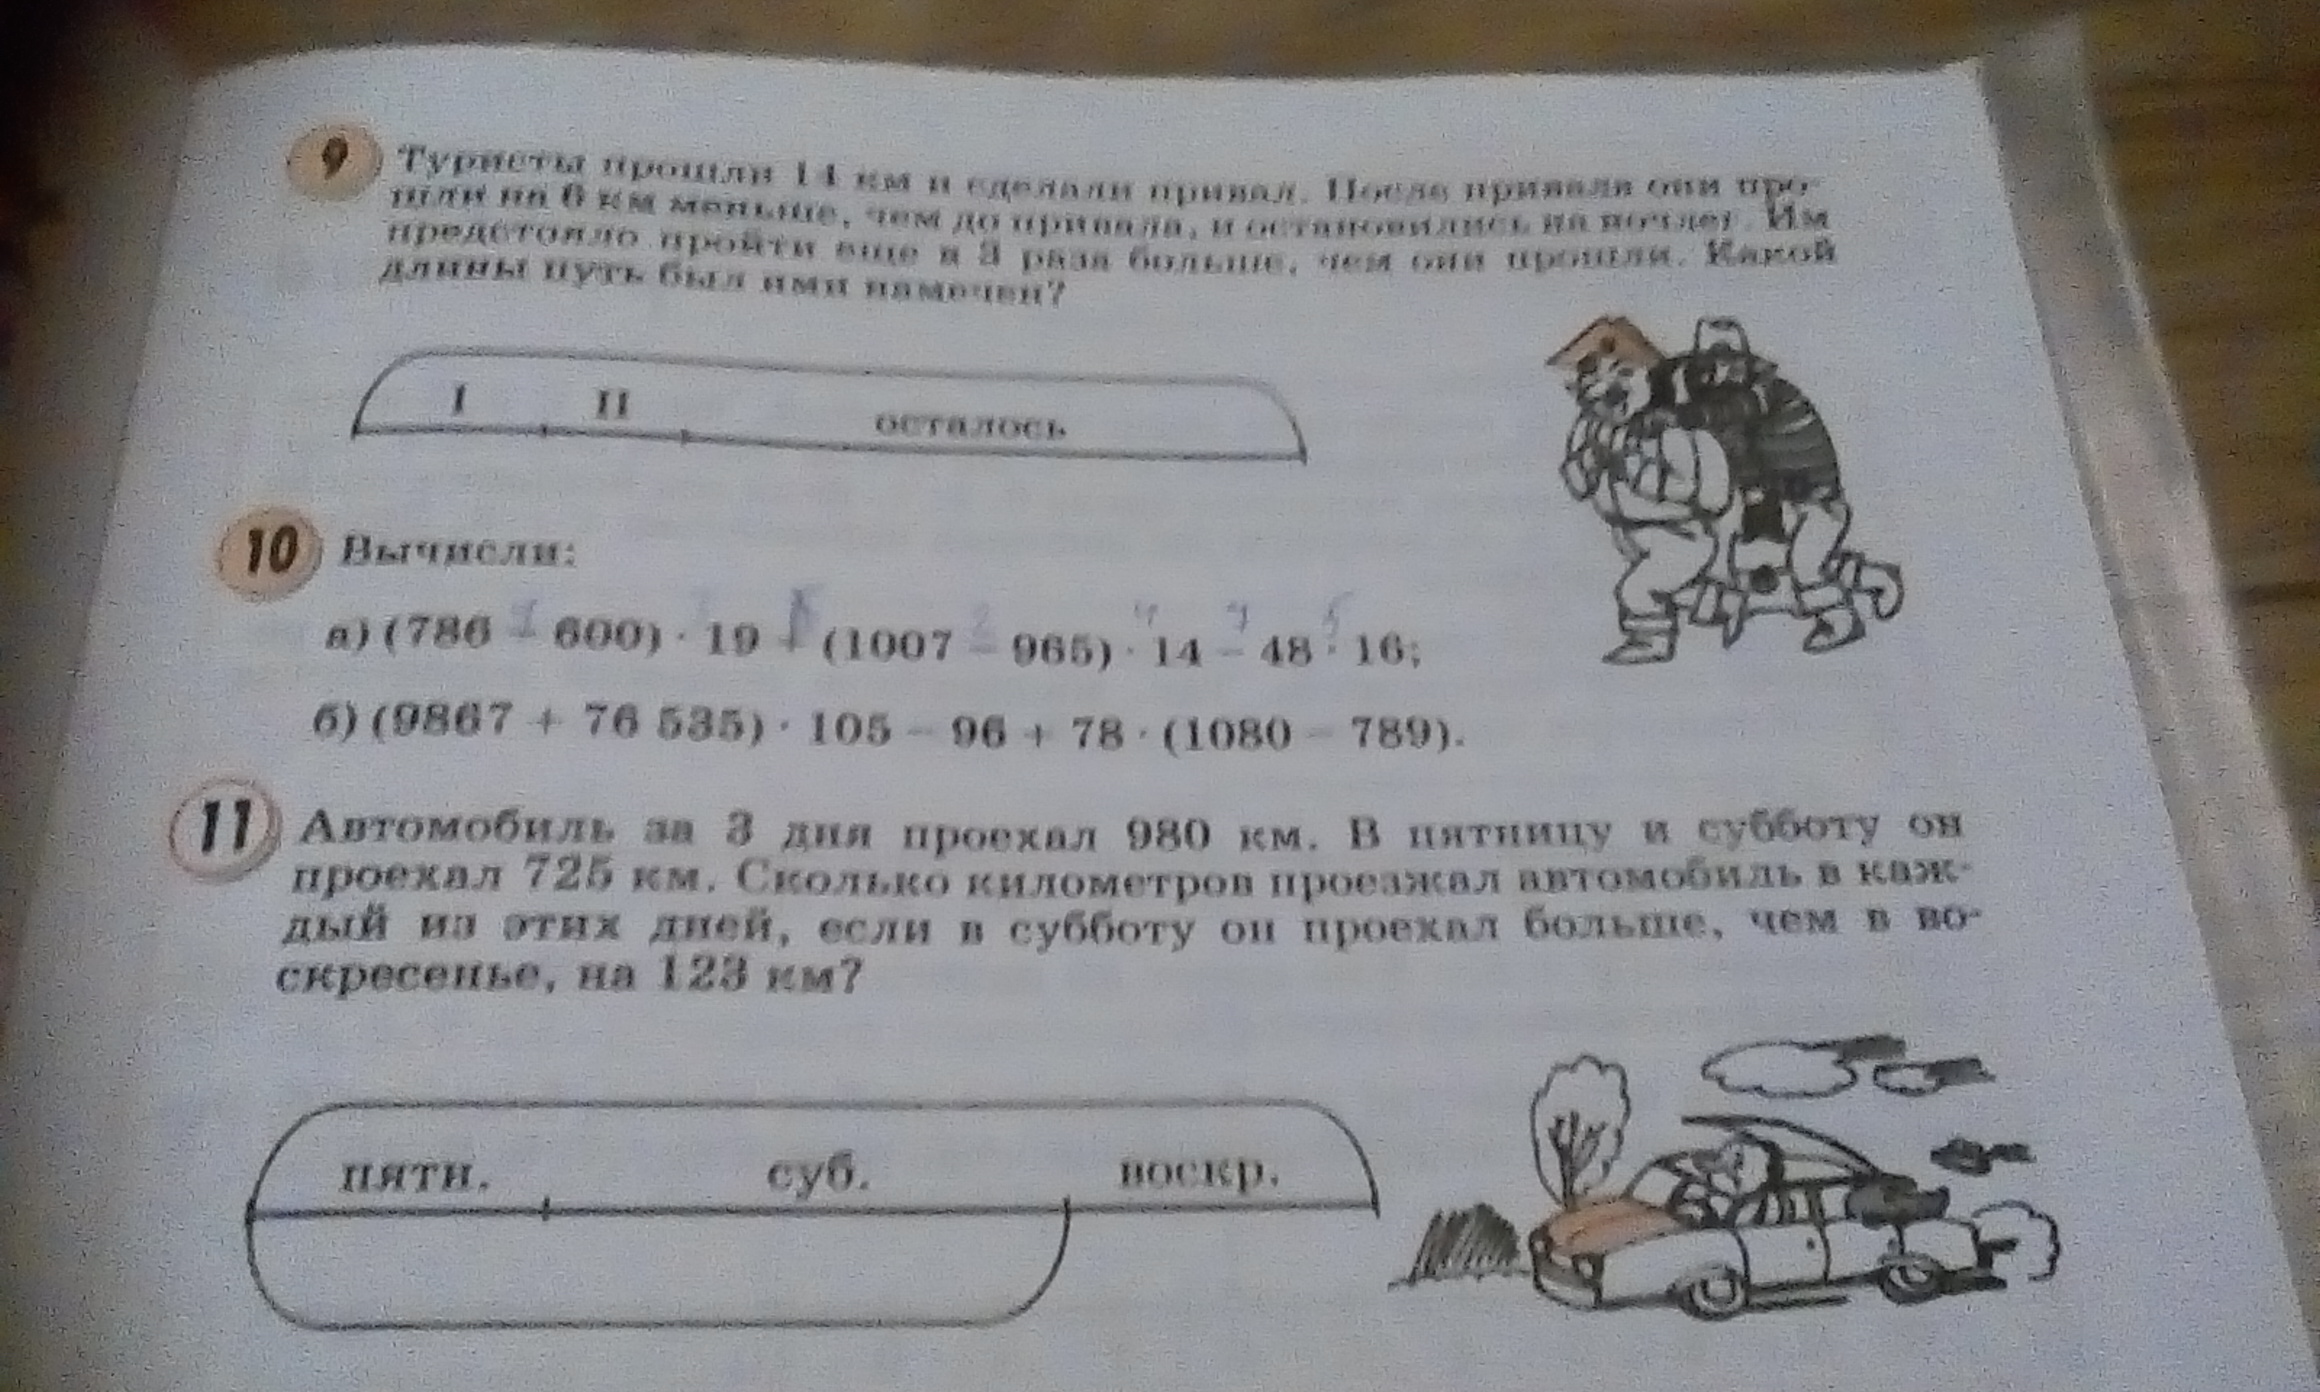 9 Туристы прошли 14 км и сделали привал. После привала они про-
шли на 6 км меньше, чем до привала, и остановились на ночлег. Им
предстояло пройти еще в 3 раза больше, чем они прошли. Какой
длины путь был ими намечен?
I II осталось
10 Вычисли:
а) (786 – 600) · 19 + (1007 – 965) · 14 – 48 · 16;
б) (9867 + 76 535) · 105 – 96 + 78 · (1080 – 789).
11 Автомобиль за 3 дня проехал 980 км. В пятницу и субботу он
проехал 725 км. Сколько километров проезжал автомобиль в каж-
дый из этих дней, если в субботу он проехал больше, чем в во-
скресенье, на 123 км?
пятн. суб. воскр.